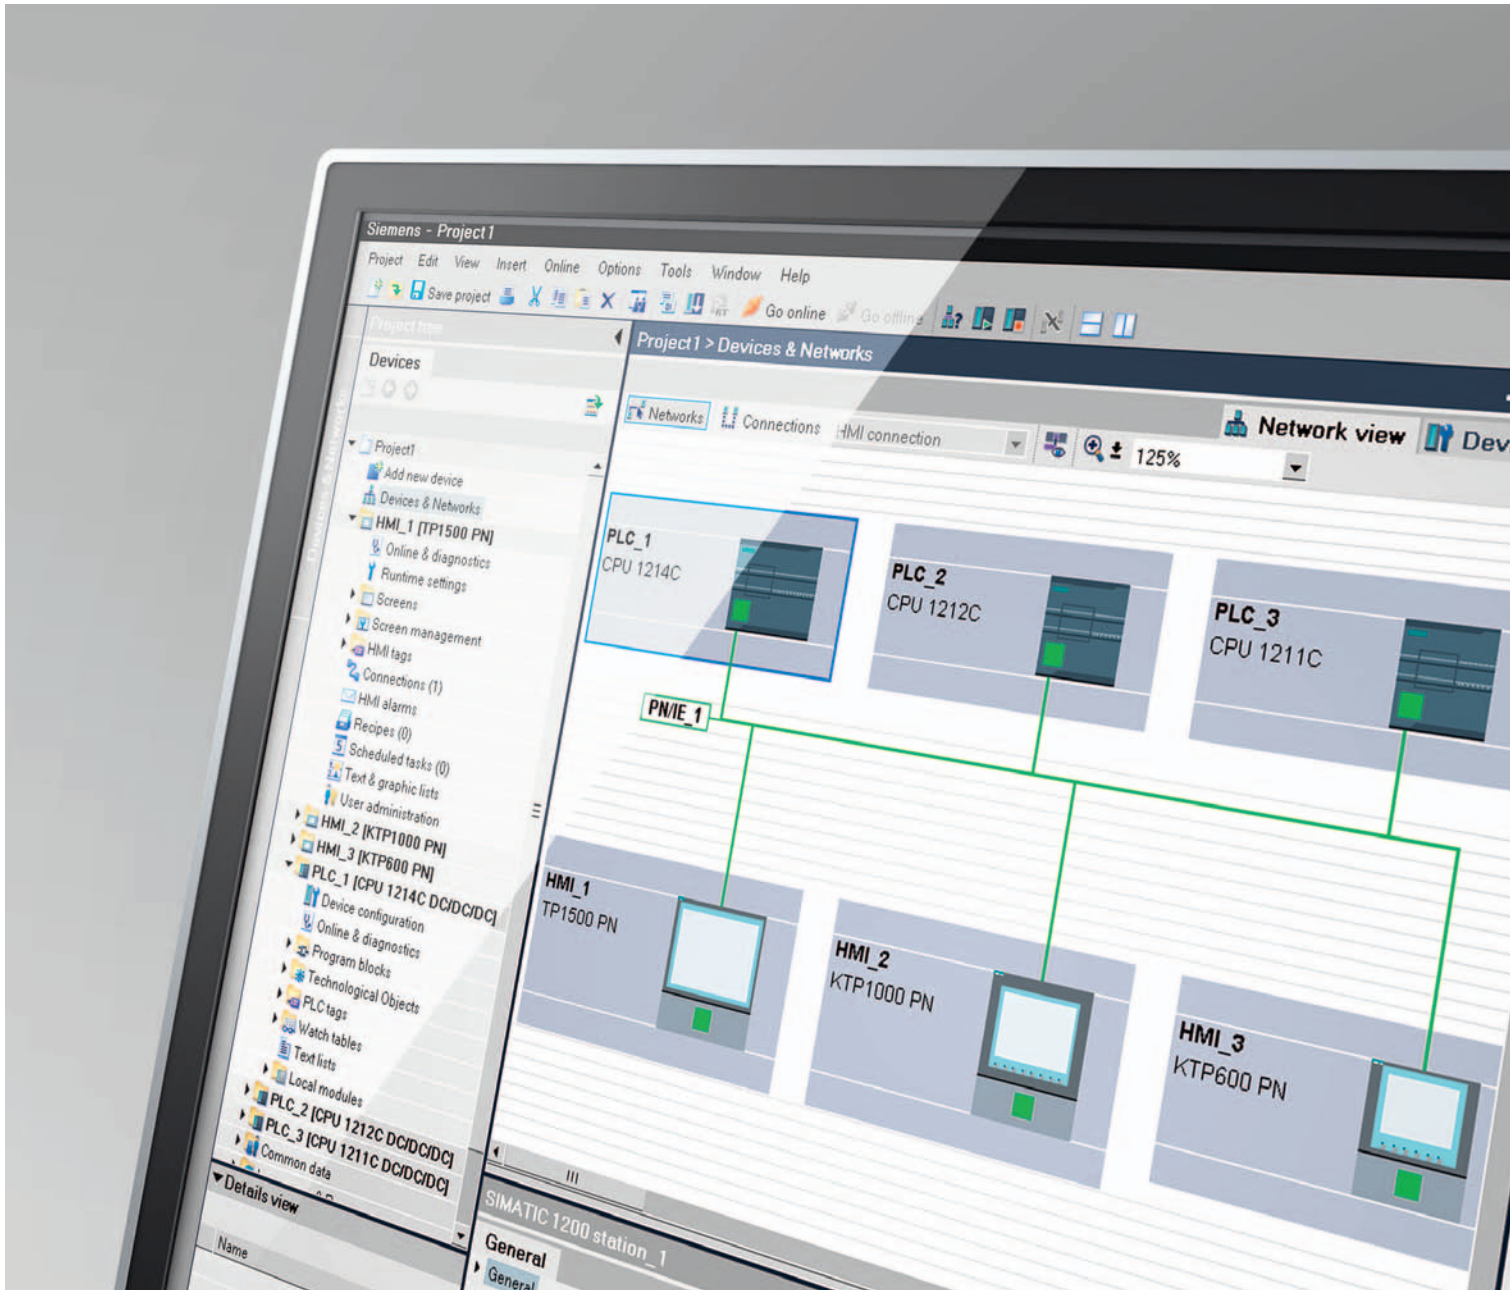 Siemens - Project1
Project Edit View Insert Online Options Tools Window Help
Save project Go online Go offline
Project tree
Project1 > Devices & Networks
Devices
Networks Connections HMI connection 125% Network view
Devices & Networks
Project1
Add new device
Devices & Networks
HMI_1 [TP1500 PN]
Online & diagnostics
Runtime settings
Screens
Screen management
HMI tags
Connections (1)
HMI alarms
Recipes (0)
Scheduled tasks (0)
Text & graphic lists
User administration
HMI_2 [KTP1000 PN]
HMI_3 [KTP600 PN]
PLC_1 [CPU 1214C DC/DC/DC]
Device configuration
Online & diagnostics
Program blocks
Technological Objects
PLC tags
Watch tables
Text lists
Local modules
PLC_2 [CPU 1212C DC/DC/DC]
PLC_3 [CPU 1211C DC/DC/DC]
Common data
Details view
Name
PLC_1
CPU 1214C
PLC_2
CPU 1212C
PLC_3
CPU 1211C
PN/IE_1
HMI_1
TP1500 PN
HMI_2
KTP1000 PN
HMI_3
KTP600 PN
SIMATIC 1200 station_1
General
General